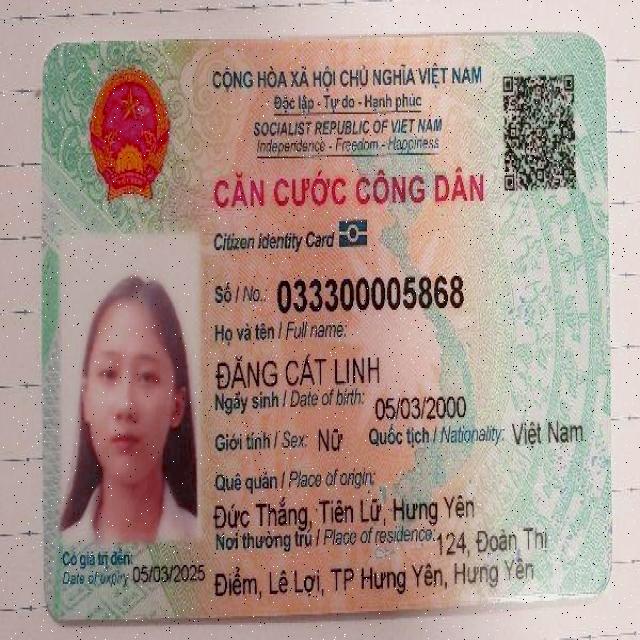 CỘNG HÒA XÃ HỘI CHỦ NGHĨA VIỆT NAM
Độc lập - Tự do - Hạnh phúc
SOCIALIST REPUBLIC OF VIET NAM
Independence - Freedom - Happiness
CĂN CƯỚC CÔNG DÂN
Citizen Identity Card
Số / No.: 033300005868
Họ và tên / Full name:
ĐĂNG CÁT LINH
Ngày sinh / Date of birth: 05/03/2000
Giới tính / Sex: Nữ Quốc tịch / Nationality: Việt Nam
Quê quán / Place of origin:
Đức Thắng, Tiên Lữ, Hưng Yên
Nơi thường trú / Place of residence: 124, Đoàn Thị
Điểm, Lê Lợi, TP Hưng Yên, Hưng Yên
Có giá trị đến:
Date of expiry 05/03/2025